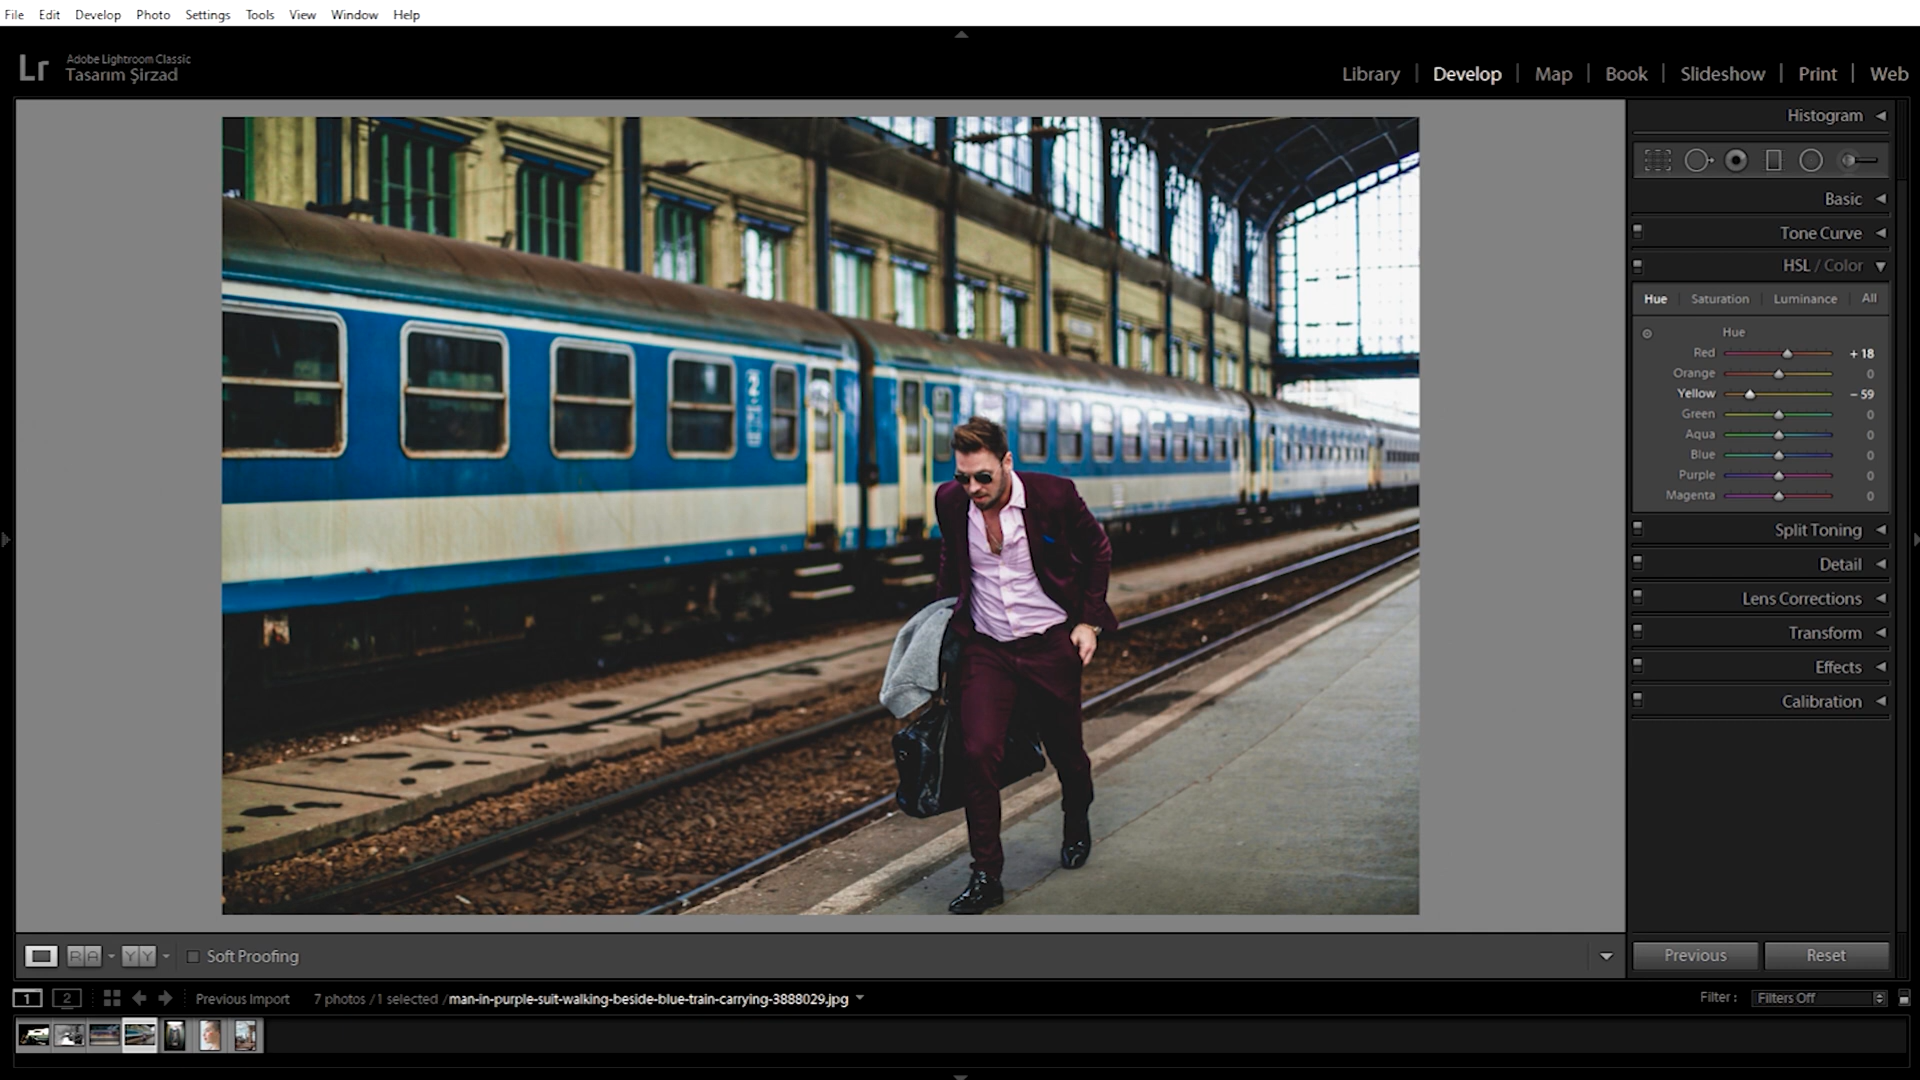 File Edit Develop Photo Settings Tools View Window Help
Lr Adobe Lightroom Classic
Tasarım Şirzad
Library | Develop | Map | Book | Slideshow | Print | Web
Histogram
Basic
Tone Curve
HSL / Color
Hue | Saturation | Luminance | All
Hue
Red + 18
Orange 0
Yellow − 59
Green 0
Aqua 0
Blue 0
Purple 0
Magenta 0
Split Toning
Detail
Lens Corrections
Transform
Effects
Calibration
2
R A Y Y Soft Proofing
Previous Reset
1 2 Previous Import 7 photos / 1 selected / man-in-purple-suit-walking-beside-blue-train-carrying-3888029.jpg Filter : Filters Off